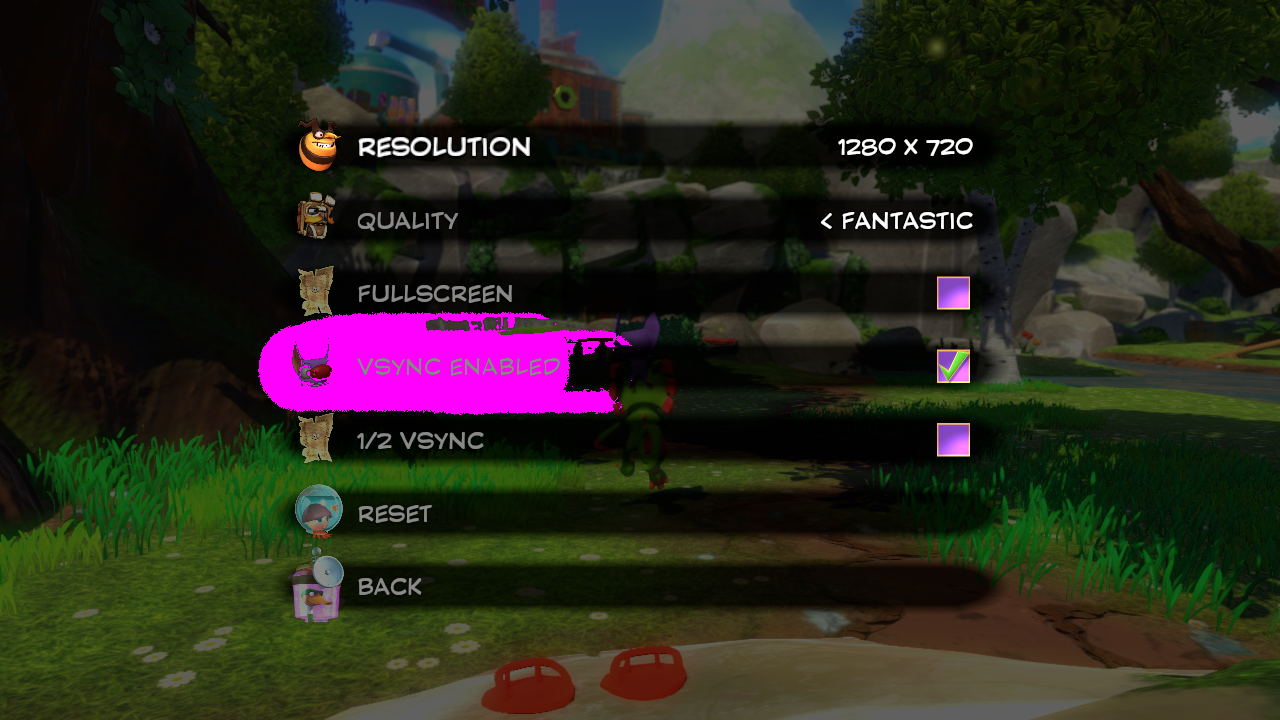 RESOLUTION 1280 X 720
QUALITY < FANTASTIC
FULLSCREEN
VSYNC ENABLED
1/2 VSYNC
RESET
BACK